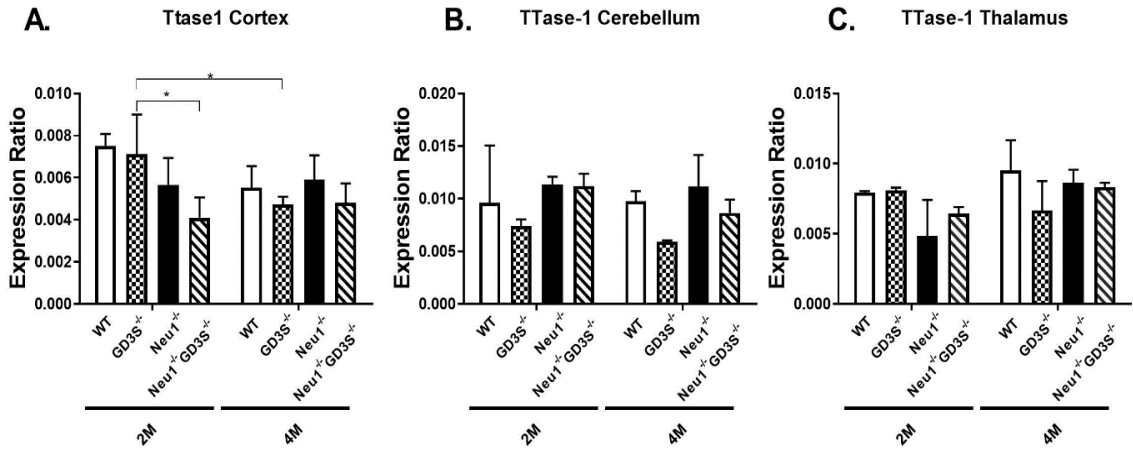 A.
Ttase1 Cortex
Expression Ratio
0.010
0.008
0.006
0.004
0.002
0.000
*
*
WT
GD3S-/-
Neu1-/-
Neu1-/-GD3S-/-
WT
GD3S-/-
Neu1-/-
Neu1-/-GD3S-/-
2M
4M
B.
TTase-1 Cerebellum
Expression Ratio
0.020
0.015
0.010
0.005
0.000
WT
GD3S-/-
Neu1-/-
Neu1-/-GD3S-/-
WT
GD3S-/-
Neu1-/-
Neu1-/-GD3S-/-
2M
4M
C.
TTase-1 Thalamus
Expression Ratio
0.015
0.010
0.005
0.000
WT
GD3S-/-
Neu1-/-
Neu1-/-GD3S-/-
WT
GD3S-/-
Neu1-/-
Neu1-/-GD3S-/-
2M
4M